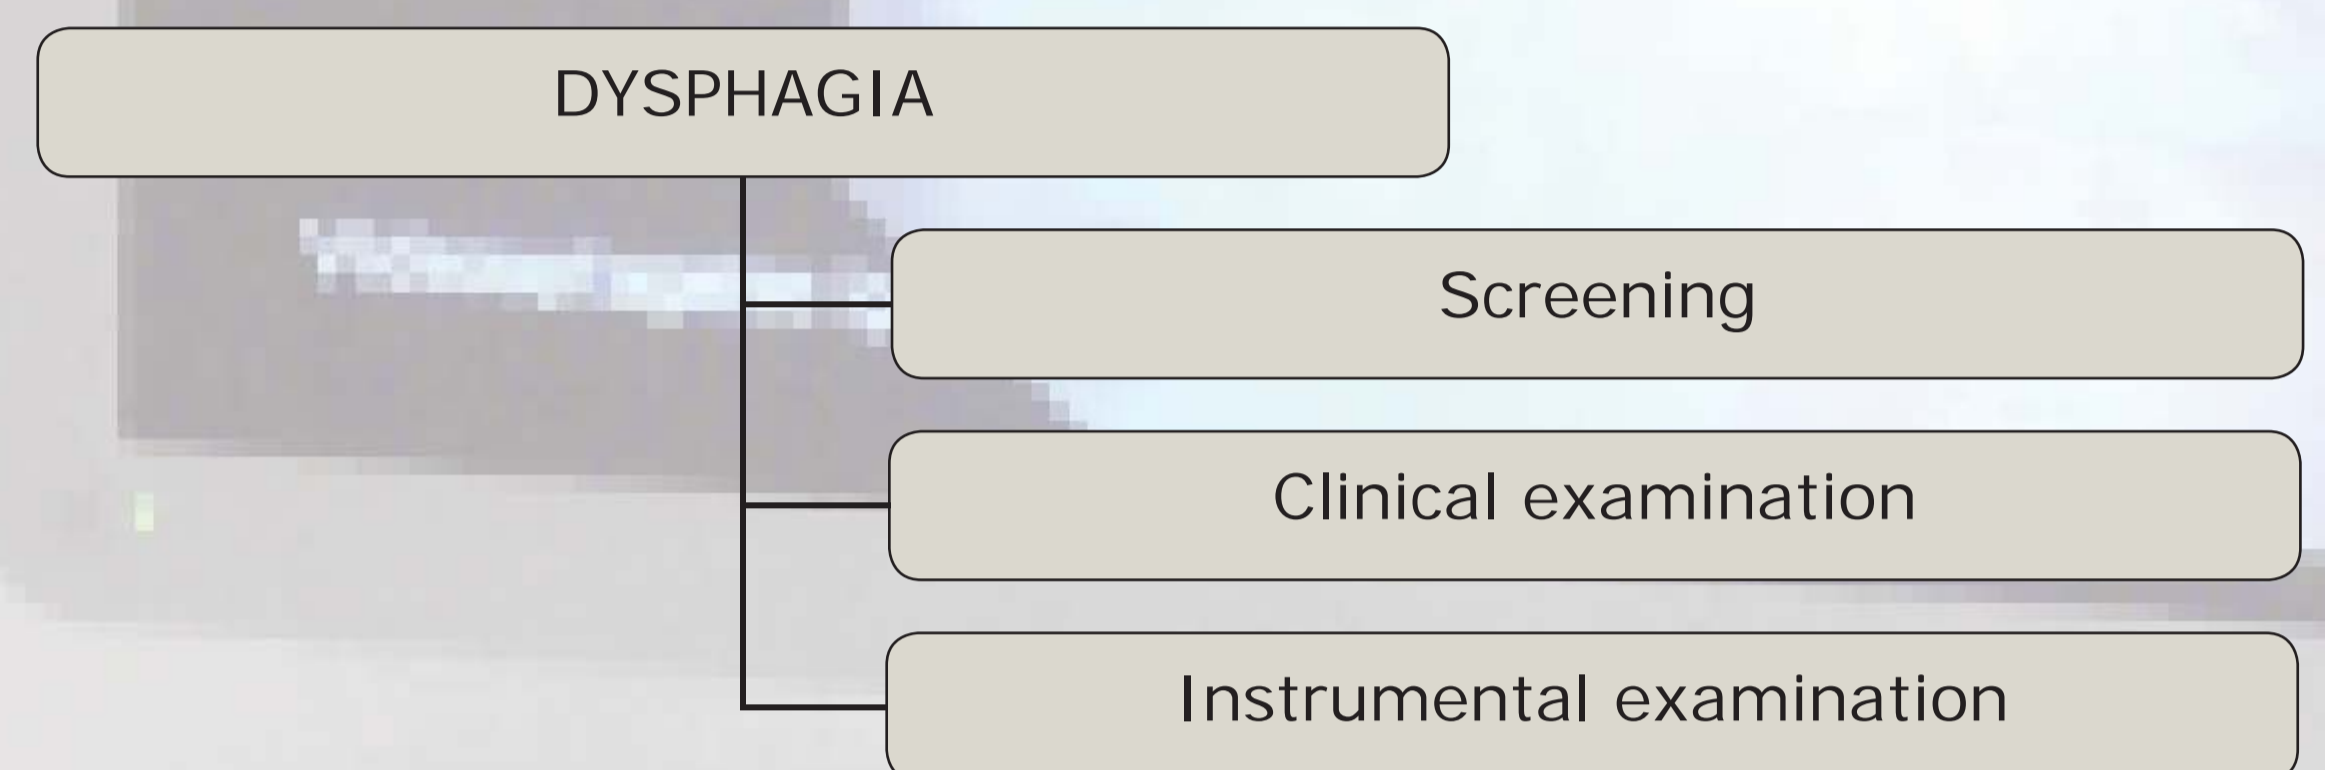 DYSPHAGIA
Screening
Clinical examination
Instrumental examination